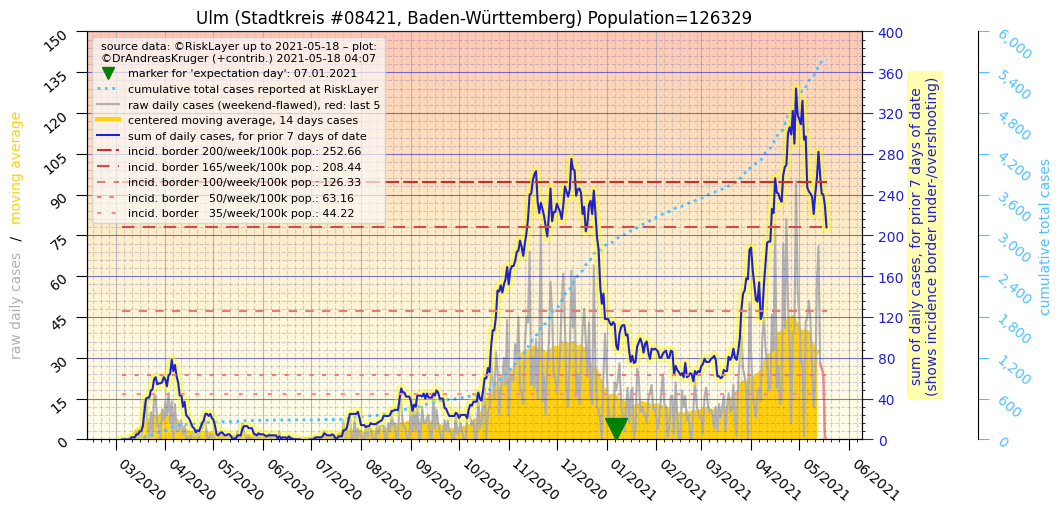 Ulm (Stadtkreis #08421, Baden-Württemberg) Population=126329
source data: ©RiskLayer up to 2021-05-18 – plot:
©DrAndreasKruger (+contrib.) 2021-05-18 04:07
marker for 'expectation day': 07.01.2021
cumulative total cases reported at RiskLayer
raw daily cases (weekend-flawed), red: last 5
centered moving average, 14 days cases
sum of daily cases, for prior 7 days of date
incid. border 200/week/100k pop.: 252.66
incid. border 165/week/100k pop.: 208.44
incid. border 100/week/100k pop.: 126.33
incid. border 50/week/100k pop.: 63.16
incid. border 35/week/100k pop.: 44.22
raw daily cases / moving average
150
135
120
105
90
75
60
45
30
15
0
03/2020
04/2020
05/2020
06/2020
07/2020
08/2020
09/2020
10/2020
11/2020
12/2020
01/2021
02/2021
03/2021
04/2021
05/2021
06/2021
400
360
320
280
240
200
160
120
80
40
0
sum of daily cases, for prior 7 days of date
(shows incidence border under-/overshooting)
6,000
5,400
4,800
4,200
3,600
3,000
2,400
1,800
1,200
600
0
cumulative total cases